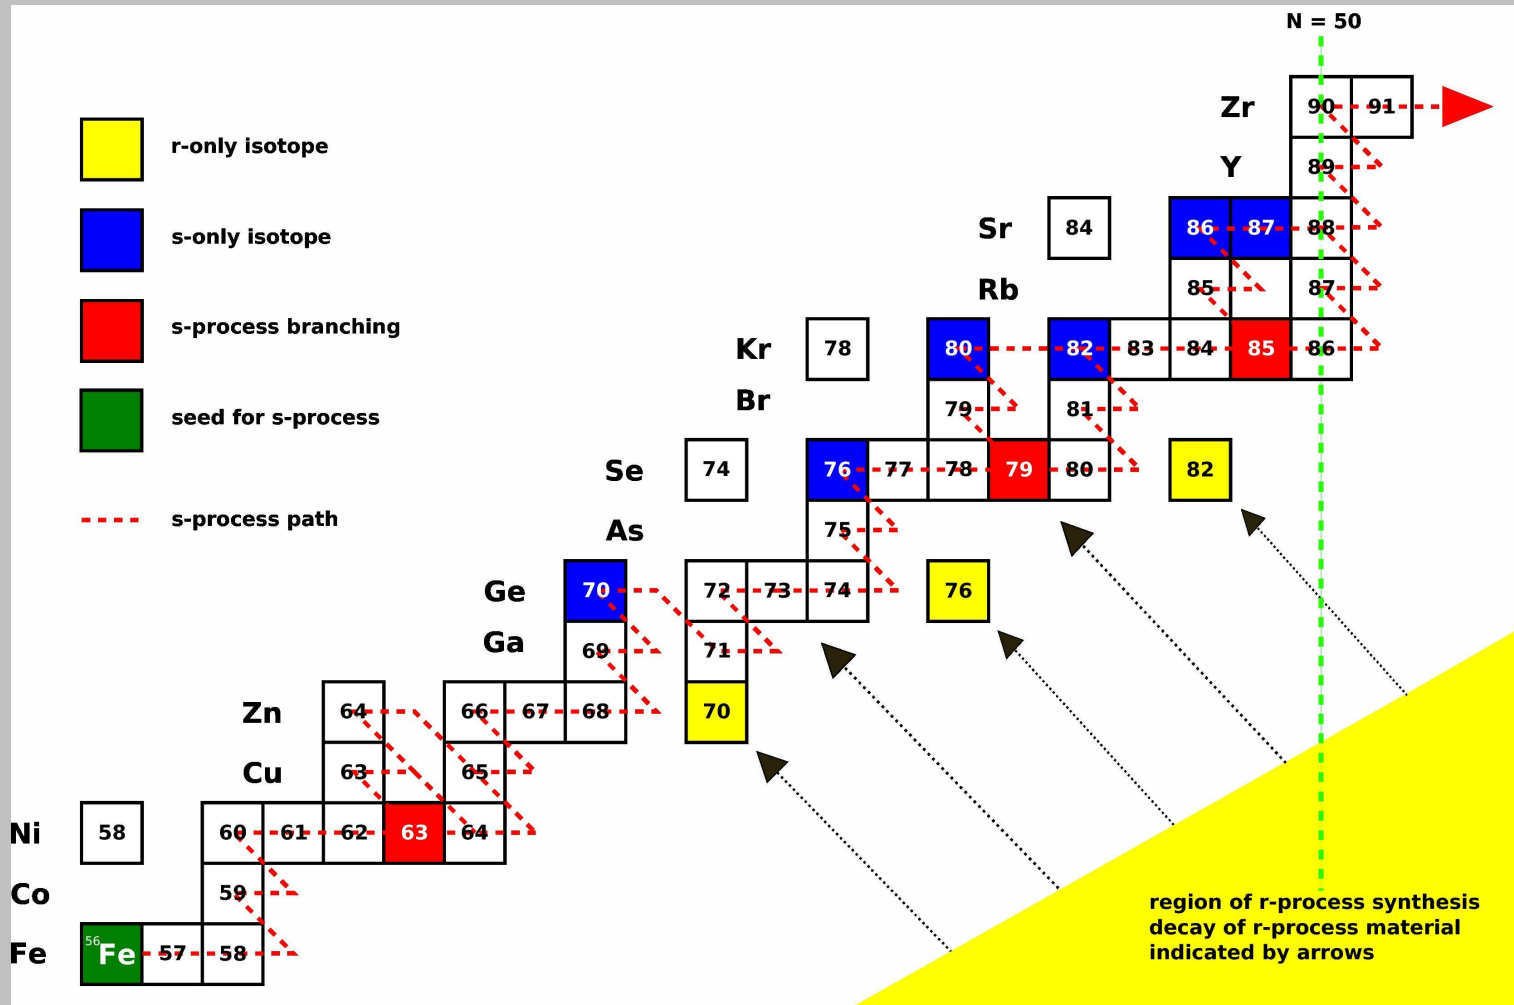 N = 50
Zr 90 91
r-only isotope
Y 89
s-only isotope
Sr 84 86 87 88
Rb 85 87
s-process branching
Kr 78 80 82 83 84 85 86
Br 79 81
seed for s-process
Se 74 76 77 78 79 80 82
s-process path
As 75
Ge 70 72 73 74 76
Ga 69 71
Zn 64 66 67 68 70
Cu 63 65
Ni 58 60 61 62 63 64
Co 59
Fe 56Fe 57 58
region of r-process synthesis
decay of r-process material
indicated by arrows